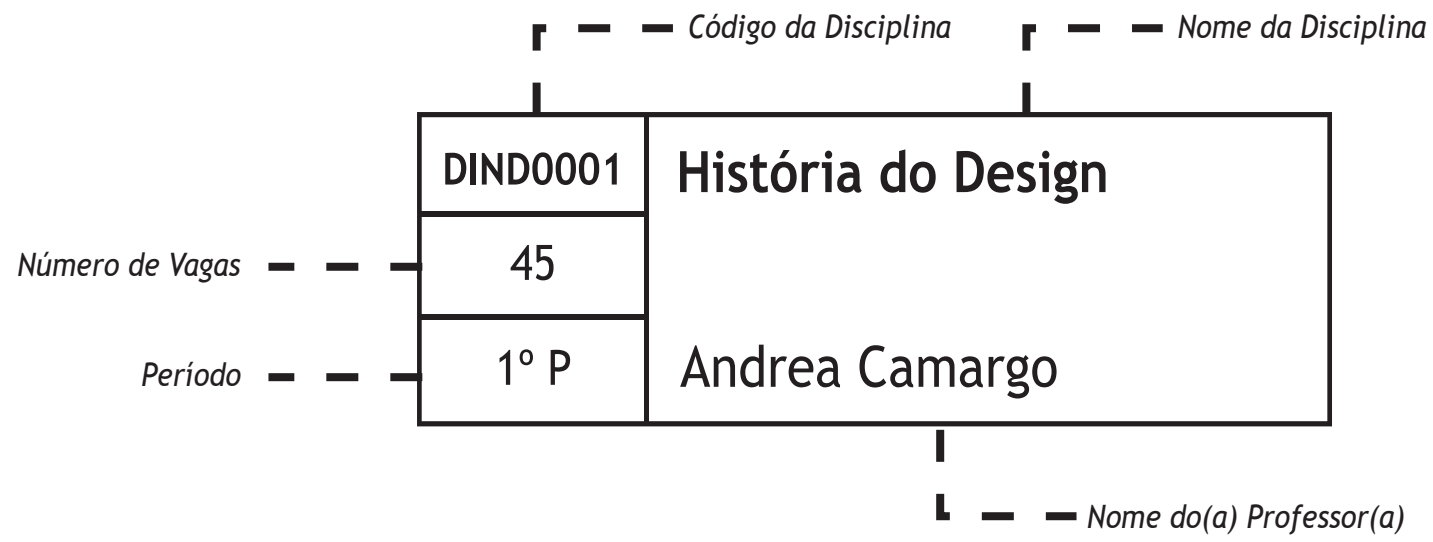 Código da Disciplina
Nome da Disciplina
DIND0001
História do Design
Número de Vagas
45
Período
1º P
Andrea Camargo
Nome do(a) Professor(a)